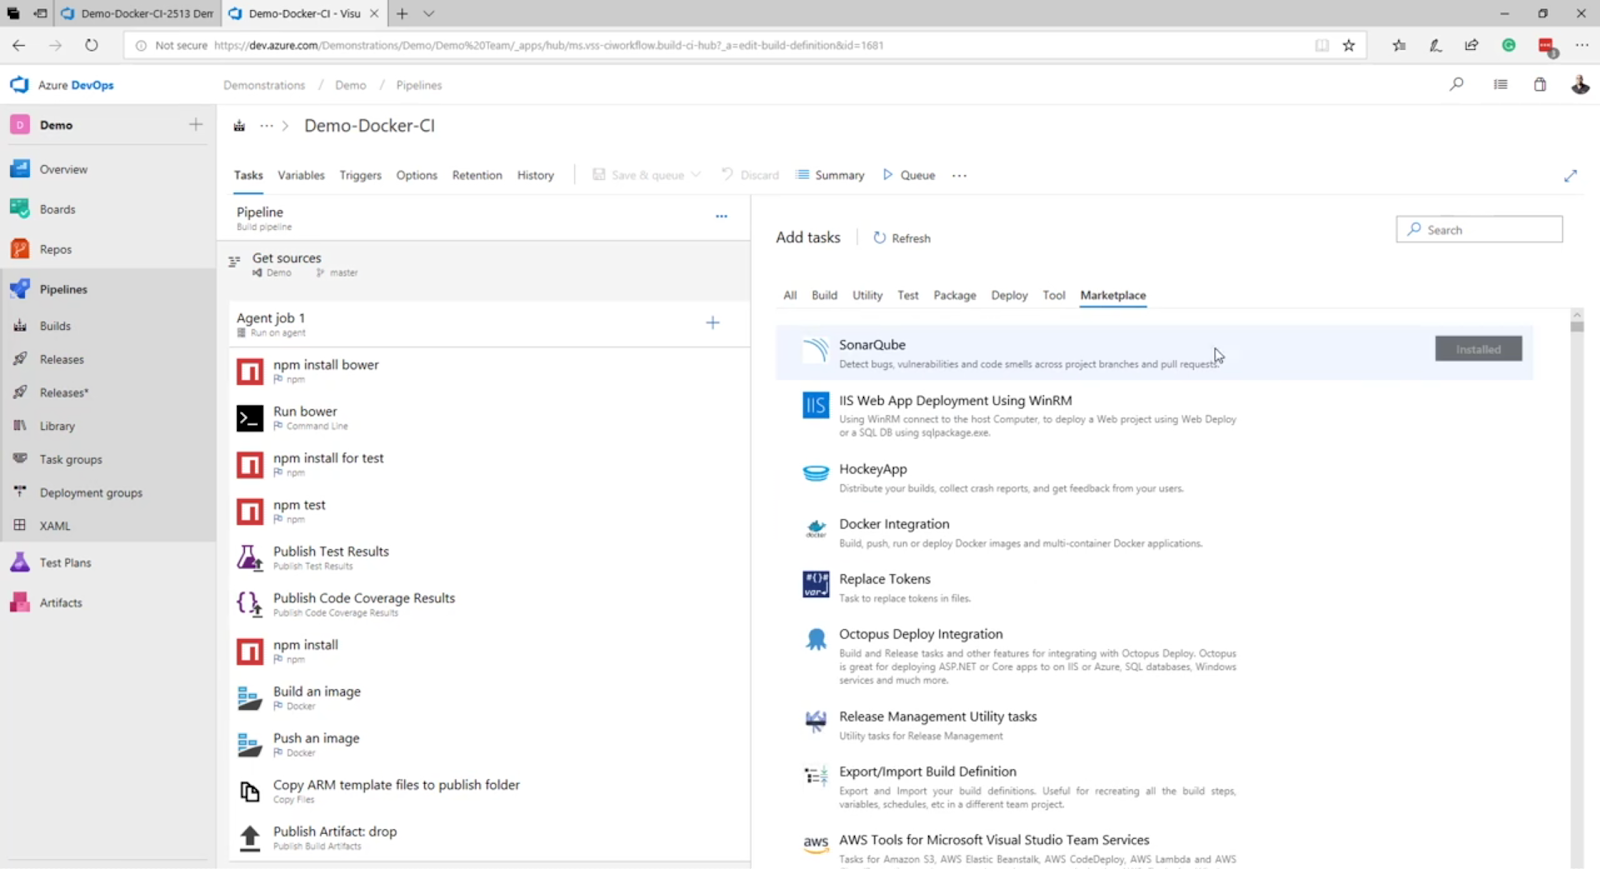 Demo-Docker-CI-2513 Dem
Demo-Docker-CI - Visu
Not secure https://dev.azure.com/Demonstrations/Demo/Demo%20Team/_apps/hub/ms.vss-ciworkflow.build-ci-hub?_a=edit-build-definition&id=1681
Azure DevOps
Demonstrations / Demo / Pipelines
D Demo
Demo-Docker-CI
Overview
Boards
Repos
Pipelines
Builds
Releases
Releases*
Library
Task groups
Deployment groups
XAML
Test Plans
Artifacts
Tasks Variables Triggers Options Retention History Save & queue Discard Summary Queue
Pipeline
Build pipeline
Get sources
Demo master
Agent job 1
Run on agent
npm install bower
npm
Run bower
Command Line
npm install for test
npm
npm test
npm
Publish Test Results
Publish Test Results
Publish Code Coverage Results
Publish Code Coverage Results
npm install
npm
Build an image
Docker
Push an image
Docker
Copy ARM template files to publish folder
Copy Files
Publish Artifact: drop
Publish Build Artifacts
Add tasks Refresh
Search
All Build Utility Test Package Deploy Tool Marketplace
SonarQube
Detect bugs, vulnerabilities and code smells across project branches and pull requests.
Installed
IIS
IIS Web App Deployment Using WinRM
Using WinRM connect to the host Computer, to deploy a Web project using Web Deploy
or a SQL DB using sqlpackage.exe.
HockeyApp
Distribute your builds, collect crash reports, and get feedback from your users.
docker
Docker Integration
Build, push, run or deploy Docker images and multi-container Docker applications.
#{}#
var
Replace Tokens
Task to replace tokens in files.
Octopus Deploy Integration
Build and Release tasks and other features for integrating with Octopus Deploy. Octopus
is great for deploying ASP.NET or Core apps to on IIS or Azure, SQL databases, Windows
services and much more.
Release Management Utility tasks
Utility tasks for Release Management
Export/Import Build Definition
Export and Import your build definitions. Useful for recreating all the build steps,
variables, schedules, etc in a different team project.
aws
AWS Tools for Microsoft Visual Studio Team Services
Tasks for Amazon S3, AWS Elastic Beanstalk, AWS CodeDeploy, AWS Lambda and AWS